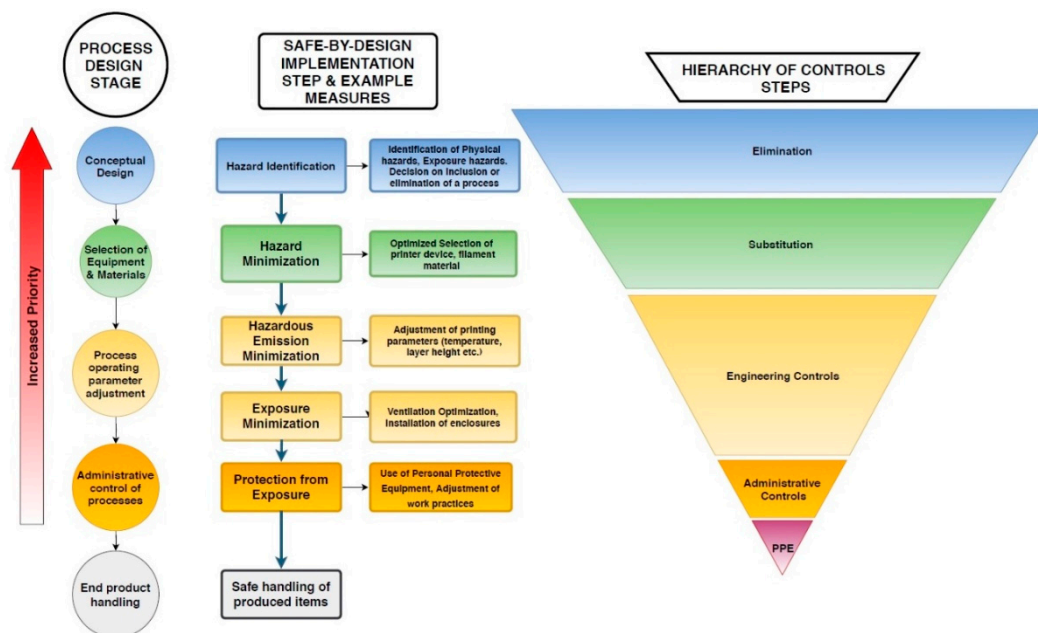 PROCESS
DESIGN
STAGE
SAFE-BY-DESIGN
IMPLEMENTATION
STEP & EXAMPLE
MEASURES
HIERARCHY OF CONTROLS
STEPS
Increased Priority
Conceptual
Design
Selection of
Equipment
& Materials
Process
operating
parameter
adjustment
Administrative
control of
processes
End product
handling
Hazard Identification
Identification of Physical
hazards, Exposure hazards.
Decision on inclusion or
elimination of a process
Hazard
Minimization
Optimized Selection of
printer device, filament
material
Hazardous
Emission
Minimization
Adjustment of printing
parameters (temperature,
layer height etc.)
Exposure
Minimization
Ventilation Optimization,
Installation of enclosures
Protection from
Exposure
Use of Personal Protective
Equipment, Adjustment of
work practices
Safe handling of
produced items
Elimination
Substitution
Engineering Controls
Administrative
Controls
PPE